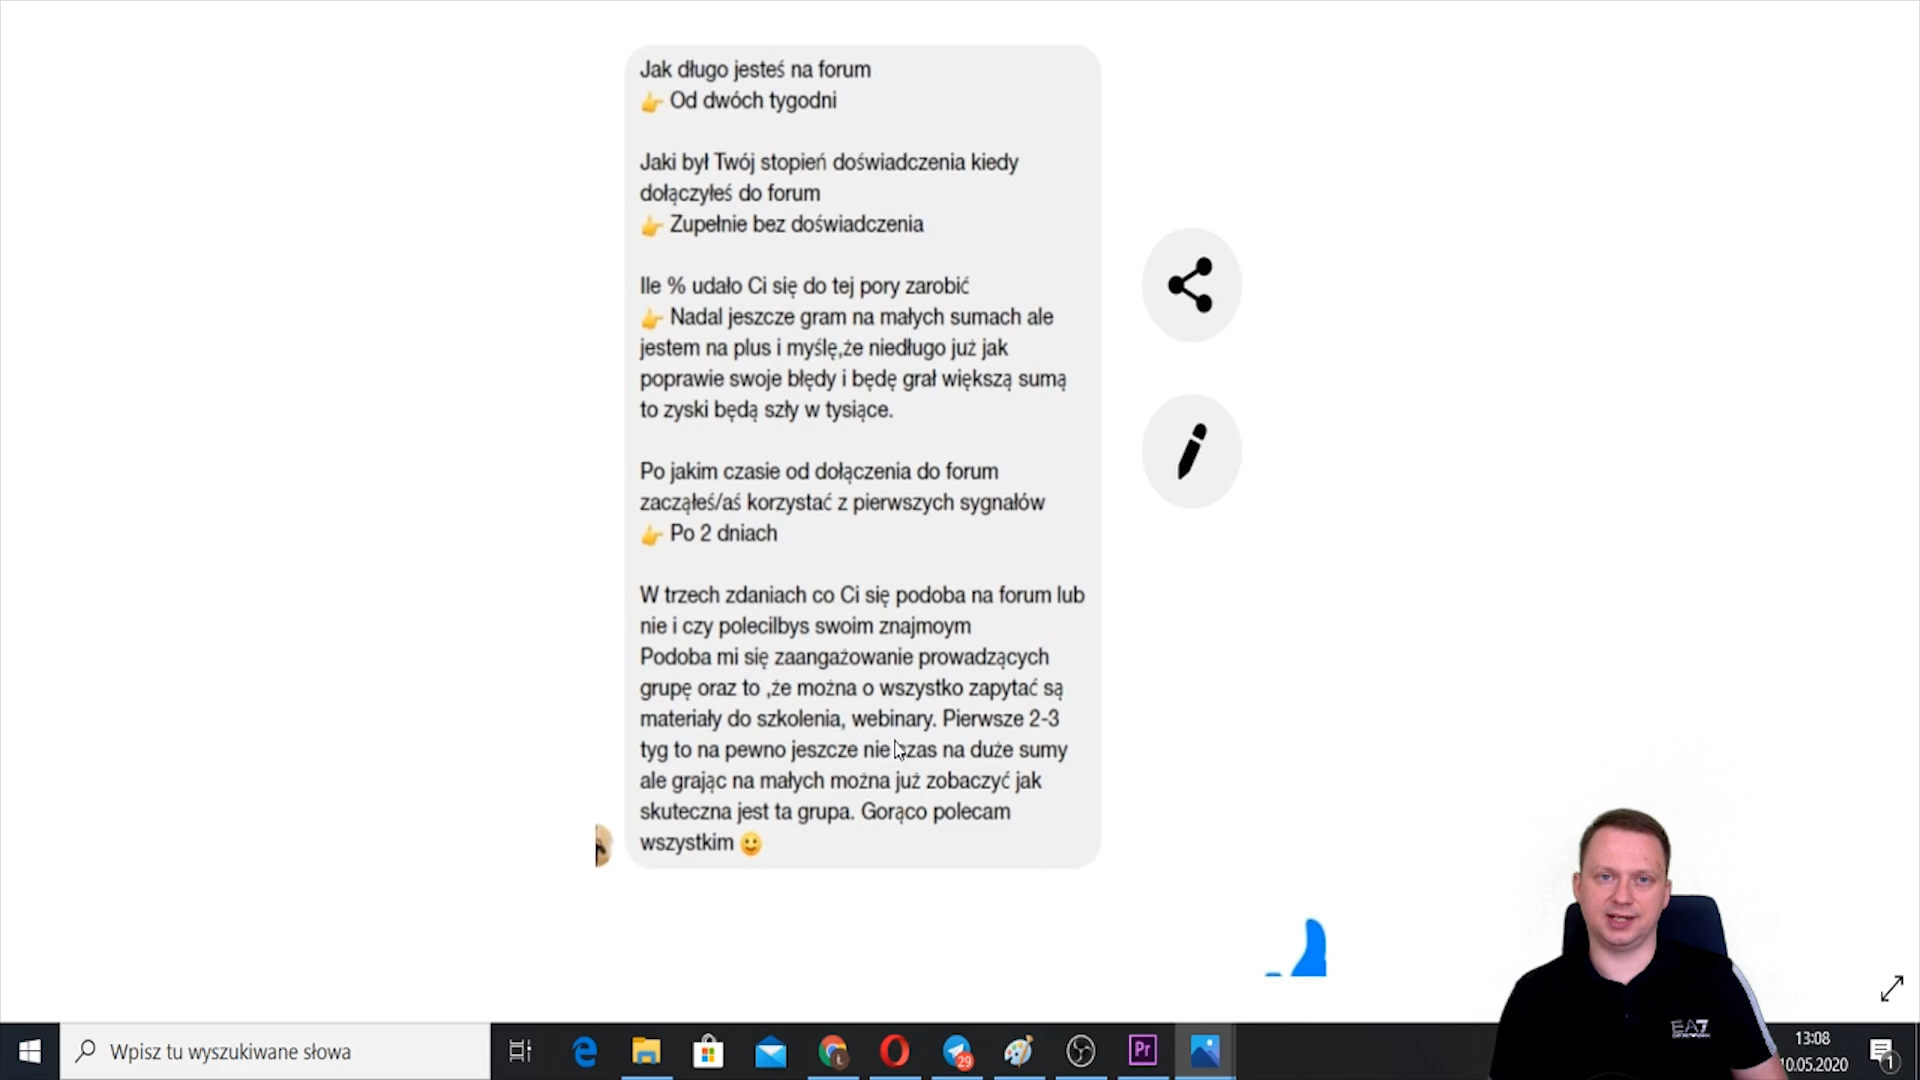 Jak długo jesteś na forum
👉 Od dwóch tygodni
Jaki był Twój stopień doświadczenia kiedy
dołączyłeś do forum
👉 Zupełnie bez doświadczenia
Ile % udało Ci się do tej pory zarobić
👉 Nadal jeszcze gram na małych sumach ale
jestem na plus i myślę,że niedługo już jak
poprawie swoje błędy i będę grał większą sumą
to zyski będą szły w tysiące.
Po jakim czasie od dołączenia do forum
zacząłeś/aś korzystać z pierwszych sygnałów
👉 Po 2 dniach
W trzech zdaniach co Ci się podoba na forum lub
nie i czy polecilbys swoim znajmoym
Podoba mi się zaangażowanie prowadzących
grupę oraz to ,że można o wszystko zapytać są
materiały do szkolenia, webinary. Pierwsze 2-3
tyg to na pewno jeszcze nie czas na duże sumy
ale grając na małych można już zobaczyć jak
skuteczna jest ta grupa. Gorąco polecam
wszystkim 🙂
EA7
Wpisz tu wyszukiwane słowa
L
29
Pr
13:08
10.05.2020
1